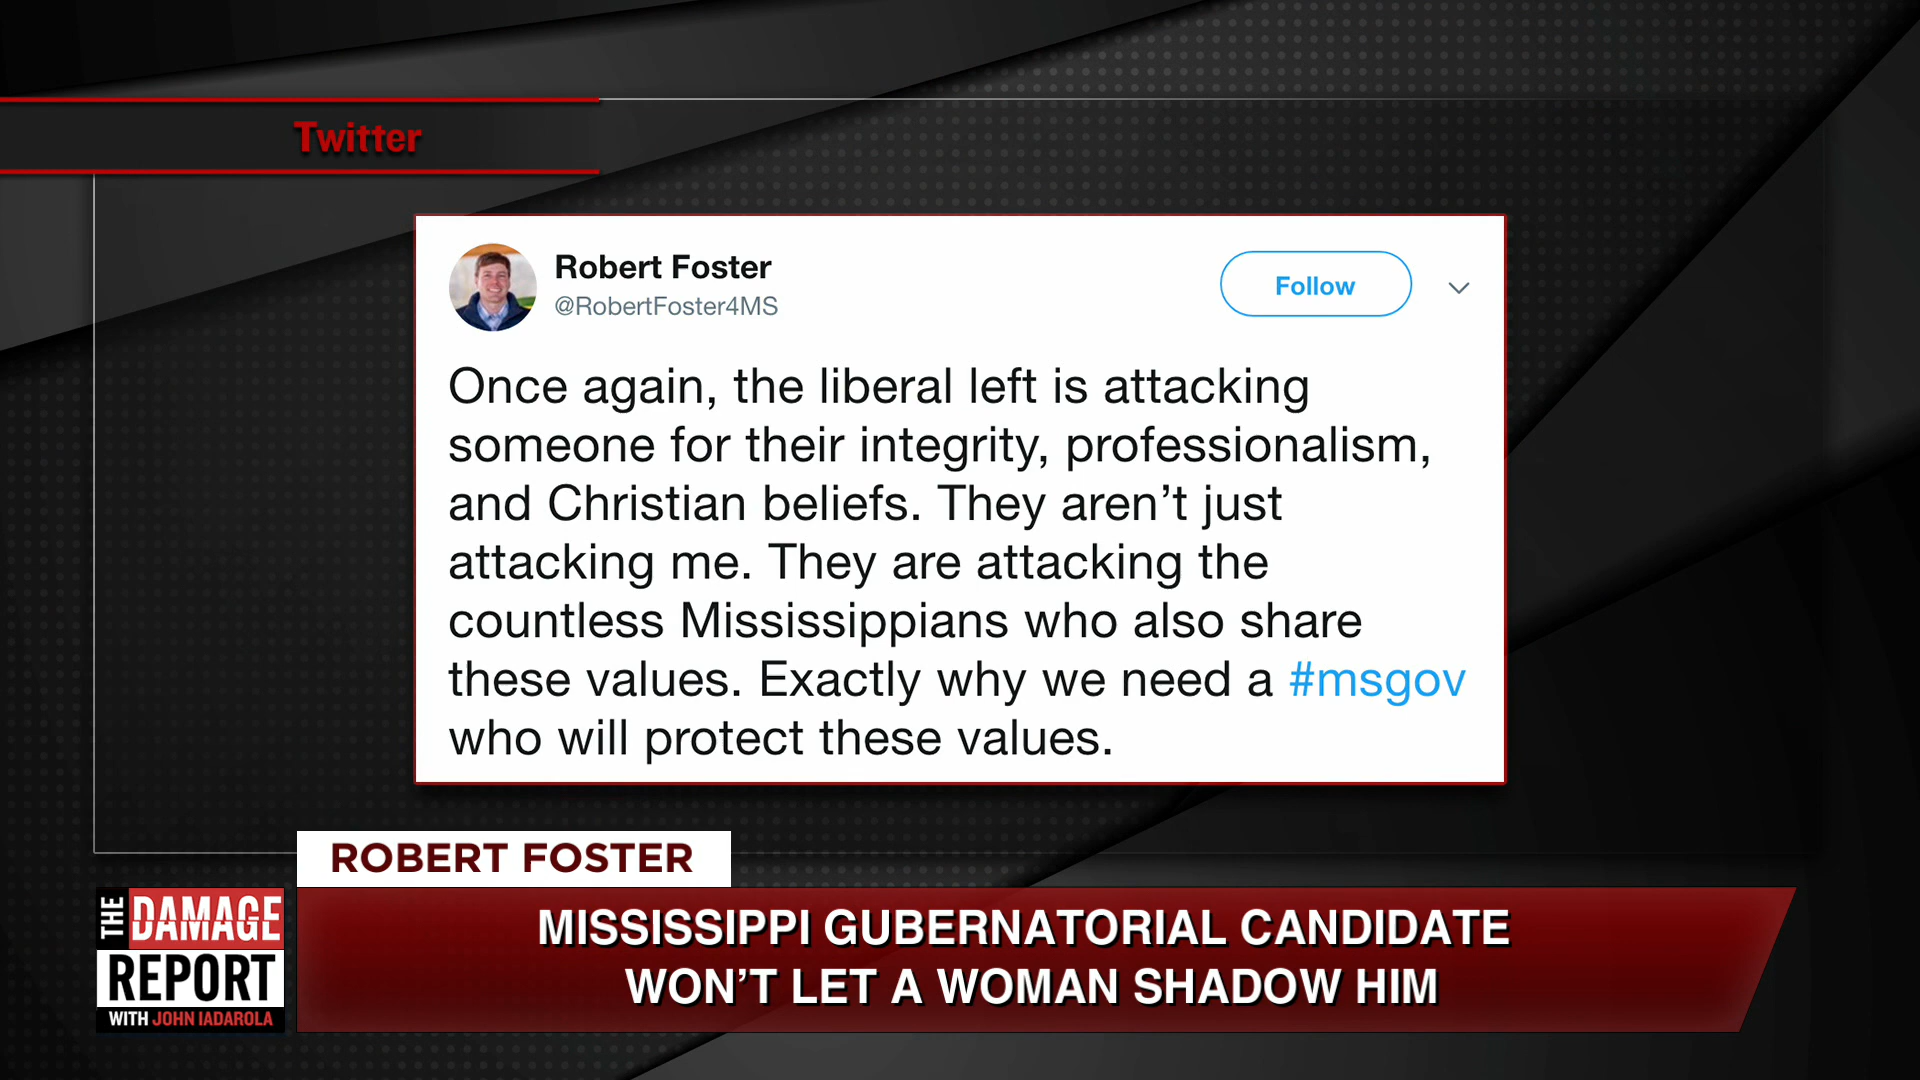 Twitter
Robert Foster
@RobertFoster4MS
Follow
Once again, the liberal left is attacking
someone for their integrity, professionalism,
and Christian beliefs. They aren’t just
attacking me. They are attacking the
countless Mississippians who also share
these values. Exactly why we need a #msgov
who will protect these values.
ROBERT FOSTER
MISSISSIPPI GUBERNATORIAL CANDIDATE
WON’T LET A WOMAN SHADOW HIM
THE
DAMAGE
REPORT
WITH JOHN IADAROLA